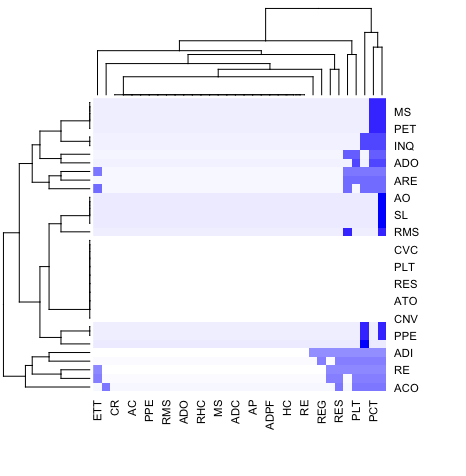 MS
PET
INQ
ADO
ARE
AO
SL
RMS
CVC
PLT
RES
ATO
CNV
PPE
ADI
RE
ACO
ETT CR AC PPE RMS ADO RHC MS ADC AP ADPF HC RE REG RES PLT PCT